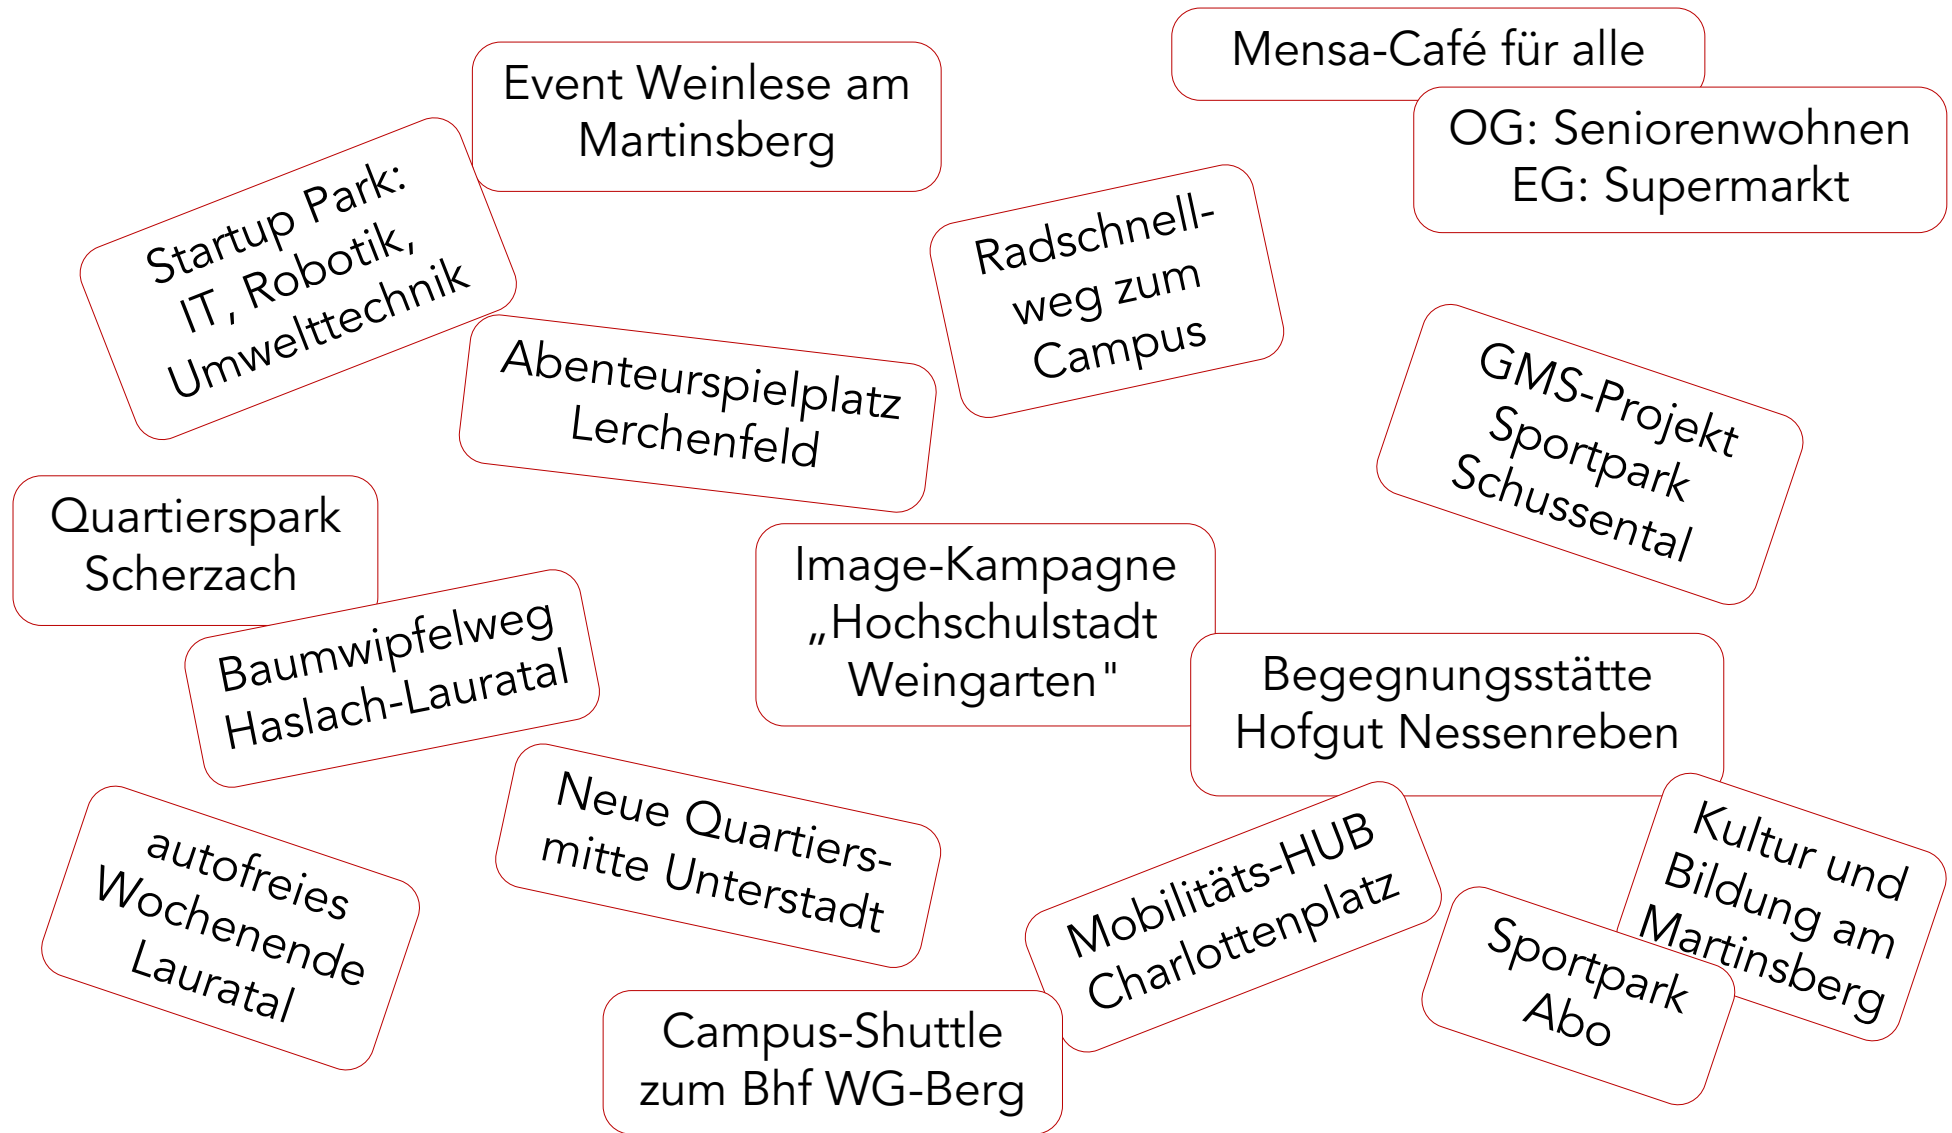 Mensa-Café für alle
Event Weinlese am
Martinsberg
OG: Seniorenwohnen
EG: Supermarkt
Startup Park:
IT, Robotik,
Umwelttechnik
Radschnell-
weg zum
Campus
Abenteurspielplatz
Lerchenfeld
GMS-Projekt
Sportpark
Schussental
Quartierspark
Scherzach
Image-Kampagne
„Hochschulstadt
Weingarten"
Baumwipfelweg
Haslach-Lauratal
Begegnungsstätte
Hofgut Nessenreben
Neue Quartiers-
mitte Unterstadt
autofreies
Wochenende
Lauratal
Mobilitäts-HUB
Charlottenplatz
Kultur und
Bildung am
Martinsberg
Sportpark
Abo
Campus-Shuttle
zum Bhf WG-Berg